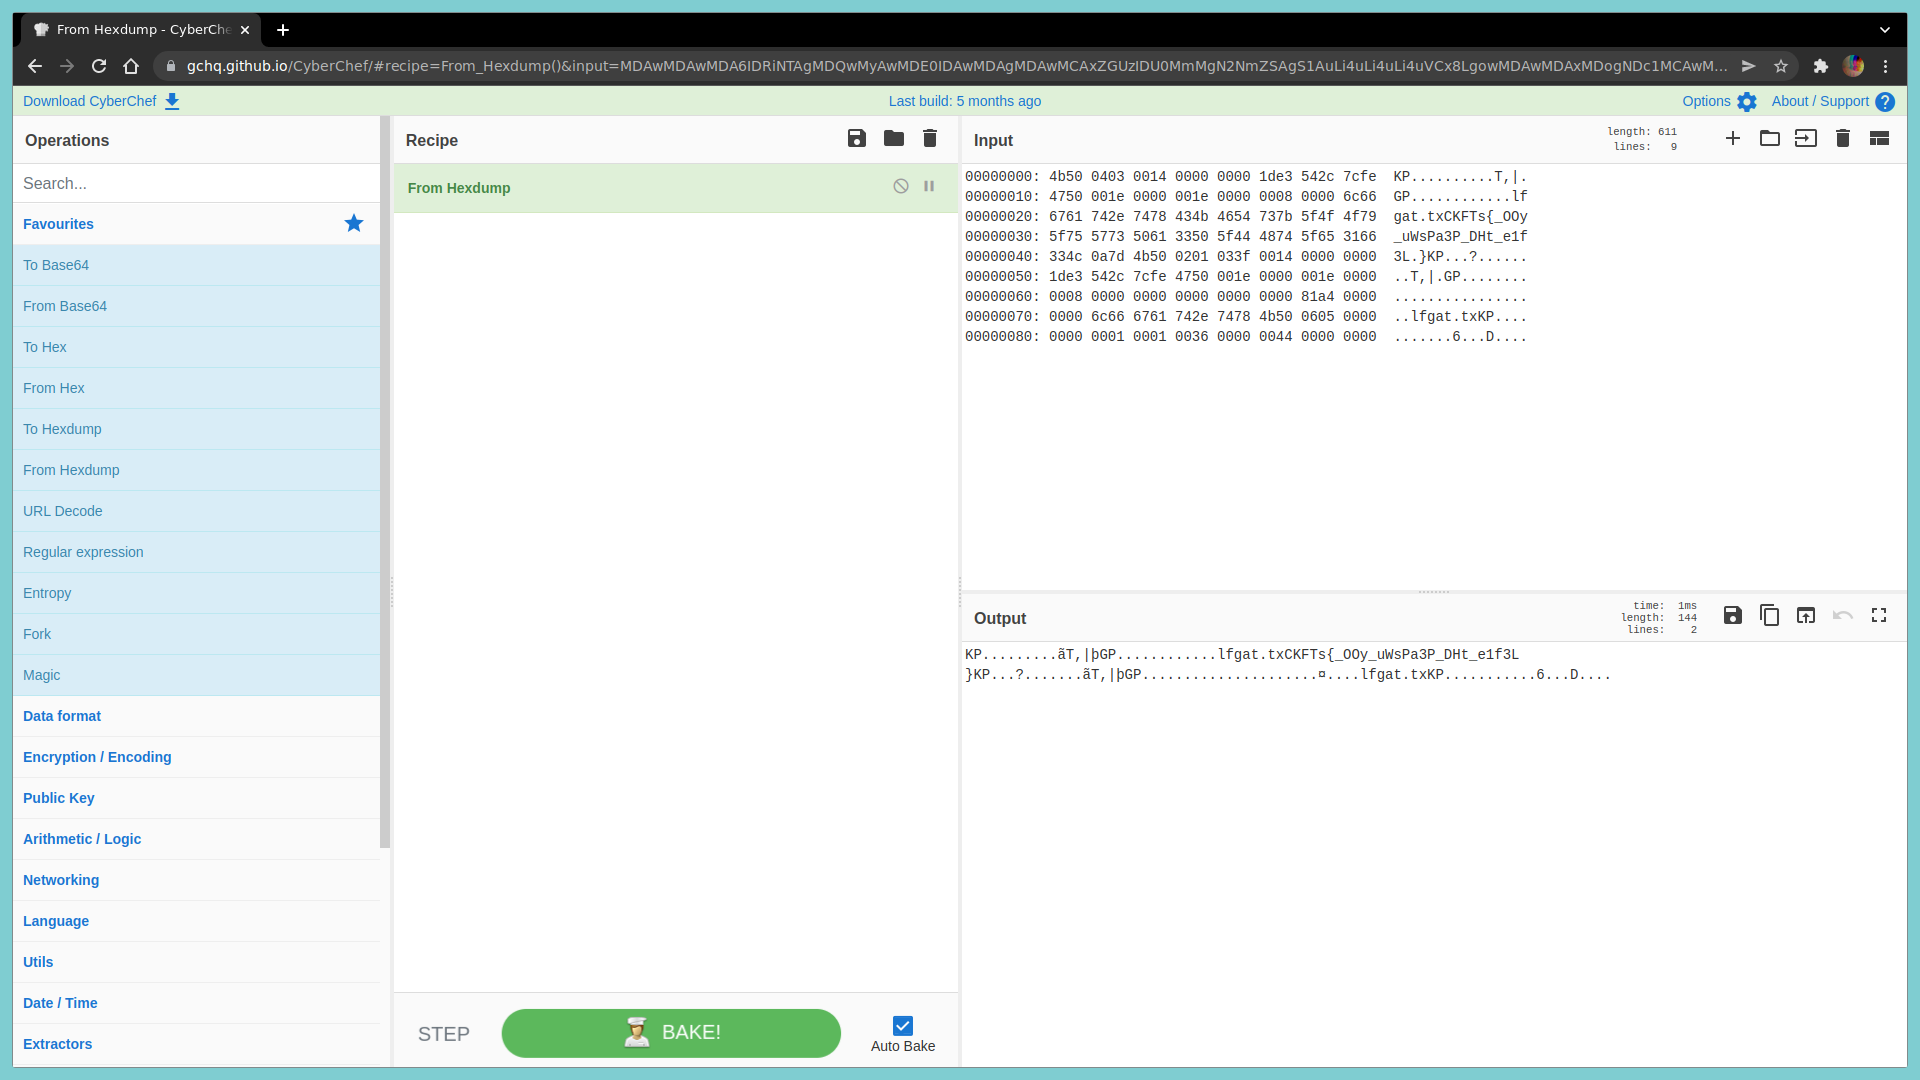 From Hexdump - CyberChe
gchq.github.io/CyberChef/#recipe=From_Hexdump()&input=MDAwMDAwMDA6IDRiNTAgMDQwMyAwMDE0IDAwMDAgMDAwMCAxZGUzIDU0MmMgN2NmZSAgS1AuLi4uLi4uLi4uVCx8LgowMDAwMDAxMDogNDc1MCAwM...
Download CyberChef
Last build: 5 months ago
Options
About / Support
Operations
Search...
Favourites
To Base64
From Base64
To Hex
From Hex
To Hexdump
From Hexdump
URL Decode
Regular expression
Entropy
Fork
Magic
Data format
Encryption / Encoding
Public Key
Arithmetic / Logic
Networking
Language
Utils
Date / Time
Extractors
Recipe
From Hexdump
STEP
BAKE!
Auto Bake
Input
length: 611
lines: 9
00000000: 4b50 0403 0014 0000 0000 1de3 542c 7cfe  KP..........T,|.
00000010: 4750 001e 0000 001e 0000 0008 0000 6c66  GP............lf
00000020: 6761 742e 7478 434b 4654 737b 5f4f 4f79  gat.txCKFTs{_OOy
00000030: 5f75 5773 5061 3350 5f44 4874 5f65 3166  _uWsPa3P_DHt_e1f
00000040: 334c 0a7d 4b50 0201 033f 0014 0000 0000  3L.}KP...?......
00000050: 1de3 542c 7cfe 4750 001e 0000 001e 0000  ..T,|.GP........
00000060: 0008 0000 0000 0000 0000 0000 81a4 0000  ................
00000070: 0000 6c66 6761 742e 7478 4b50 0605 0000  ..lfgat.txKP....
00000080: 0000 0001 0001 0036 0000 0044 0000 0000  .......6...D....
Output
time: 1ms
length: 144
lines: 2
KP.........ãT,|þGP............lfgat.txCKFTs{_OOy_uWsPa3P_DHt_e1f3L
}KP...?.......ãT,|þGP.....................¤....lfgat.txKP...........6...D....